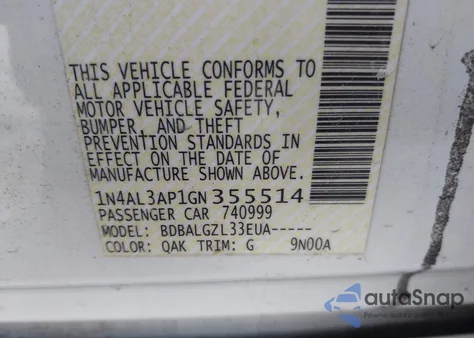 THIS VEHICLE CONFORMS TO
ALL APPLICABLE FEDERAL
MOTOR VEHICLE SAFETY,
BUMPER, AND THEFT
PREVENTION STANDARDS IN
EFFECT ON THE DATE OF
MANUFACTURE SHOWN ABOVE.
1N4AL3AP1GN355514
PASSENGER CAR 740999
MODEL: BDBALGZL33EUA-----
COLOR: QAK TRIM: G 9N00A
autoSnap